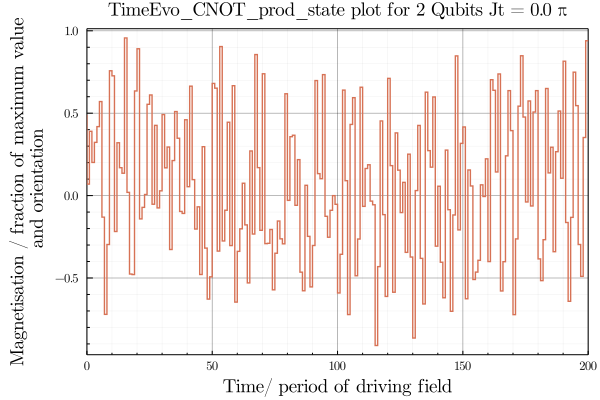 TimeEvo_CNOT_prod_state plot for 2 Qubits Jt = 0.0 π
Magnetisation / fraction of maximum value
and orientation
1.0
0.5
0.0
−0.5
0
50
100
150
200
Time/ period of driving field